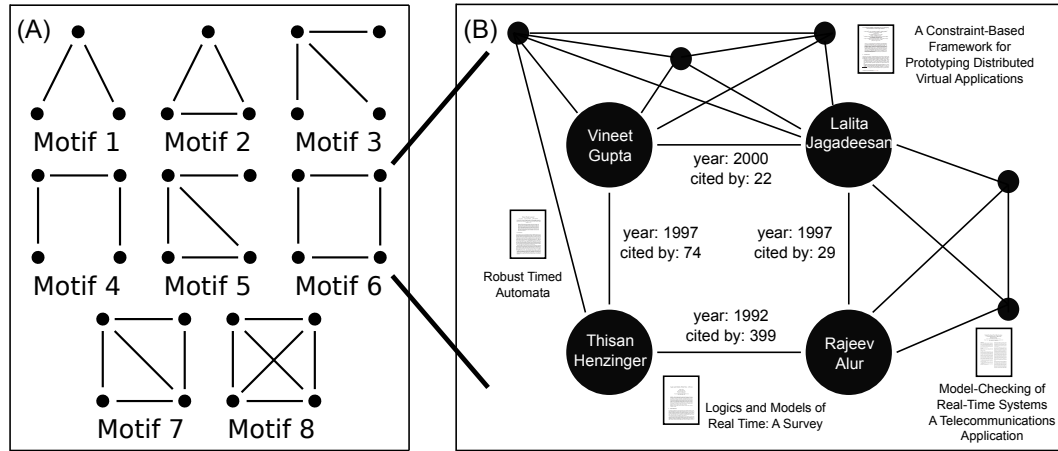 (A)
Motif 1
Motif 2
Motif 3
Motif 4
Motif 5
Motif 6
Motif 7
Motif 8
(B)
A Constraint-Based
Framework for
Prototyping Distributed
Virtual Applications
Vineet
Gupta
Lalita
Jagadeesan
year: 2000
cited by: 22
year: 1997
cited by: 74
year: 1997
cited by: 29
Robust Timed
Automata
year: 1992
cited by: 399
Thisan
Henzinger
Rajeev
Alur
Logics and Models of
Real Time: A Survey
Model-Checking of
Real-Time Systems
A Telecommunications
Application